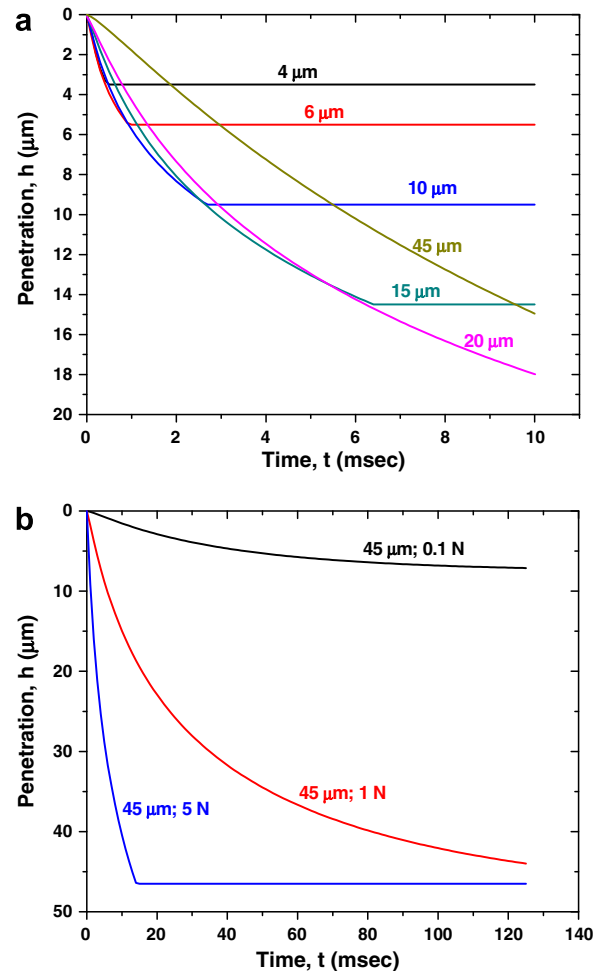 a
0
2
4
6
8
10
12
14
16
18
20
Penetration, h (μm)
4 μm
6 μm
10 μm
45 μm
15 μm
20 μm
0 2 4 6 8 10
Time, t (msec)
b
0
10
20
30
40
50
Penetration, h (μm)
45 μm; 0.1 N
45 μm; 1 N
45 μm; 5 N
0 20 40 60 80 100 120 140
Time, t (msec)